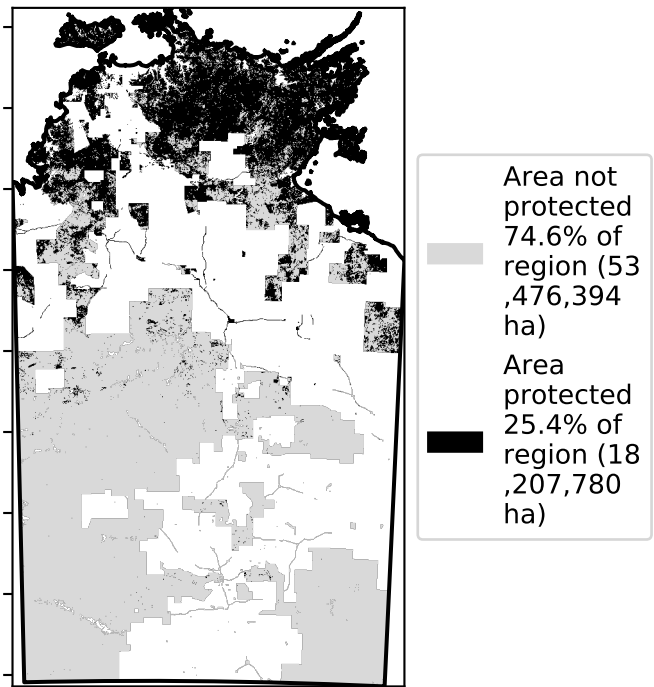 Area not
protected
74.6% of
region (53
,476,394
ha)
Area
protected
25.4% of
region (18
,207,780
ha)